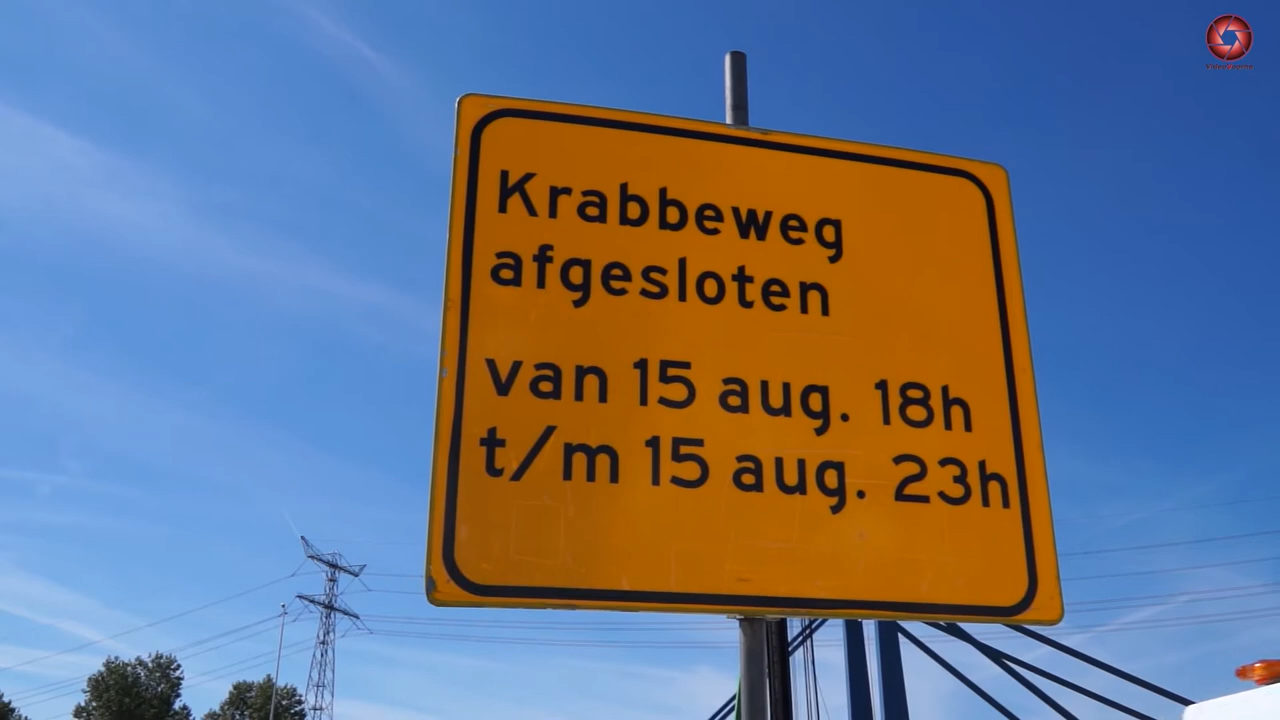 Krabbeweg
afgesloten
van 15 aug. 18h
t/m 15 aug. 23h